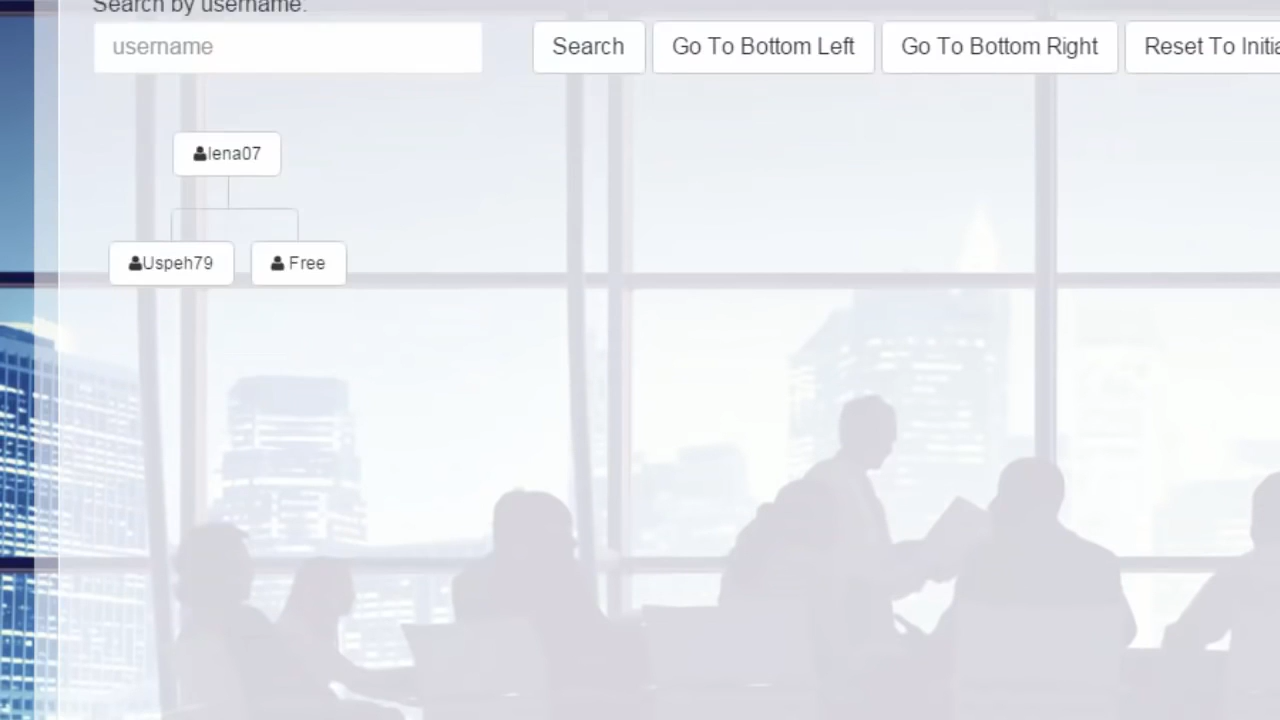 Search by username:
username
Search
Go To Bottom Left
Go To Bottom Right
Reset To Initia
lena07
Uspeh79
Free